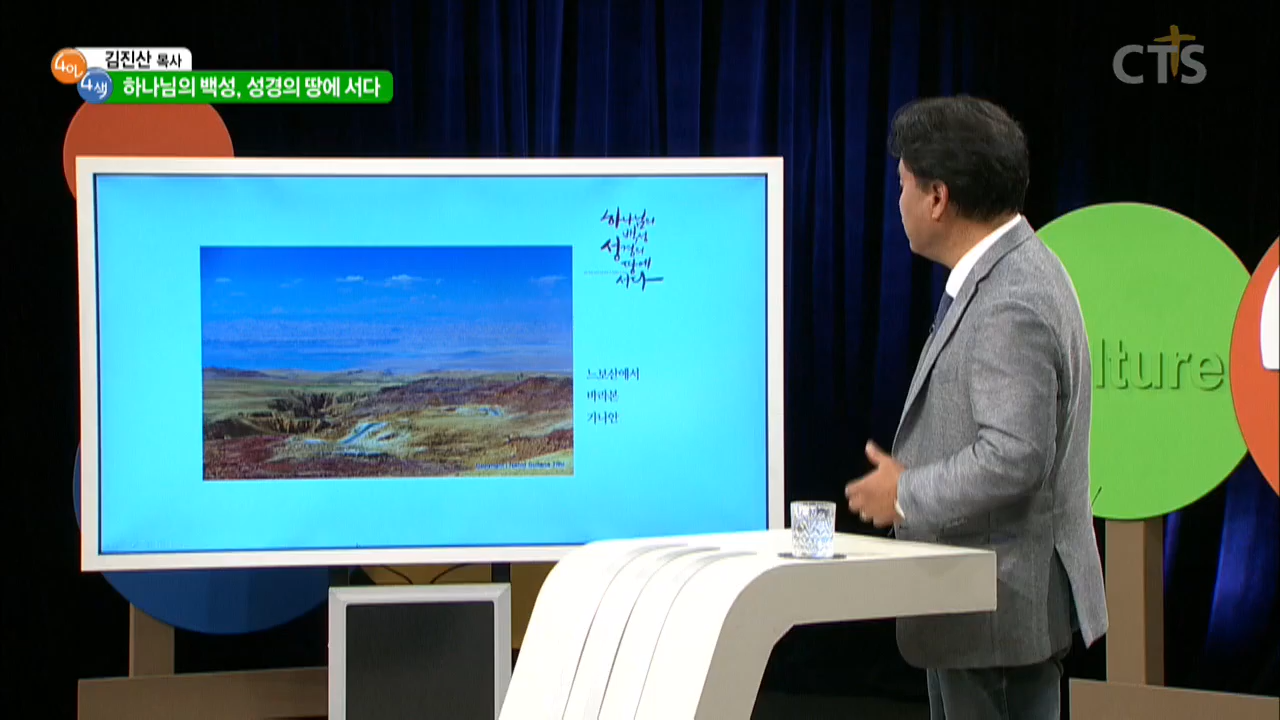 4인
4색
김진산 목사
하나님의 백성, 성경의 땅에 서다
CTS
하나님의
백성
성경의
땅에
서다
느보산에서
바라본
가나안
lture